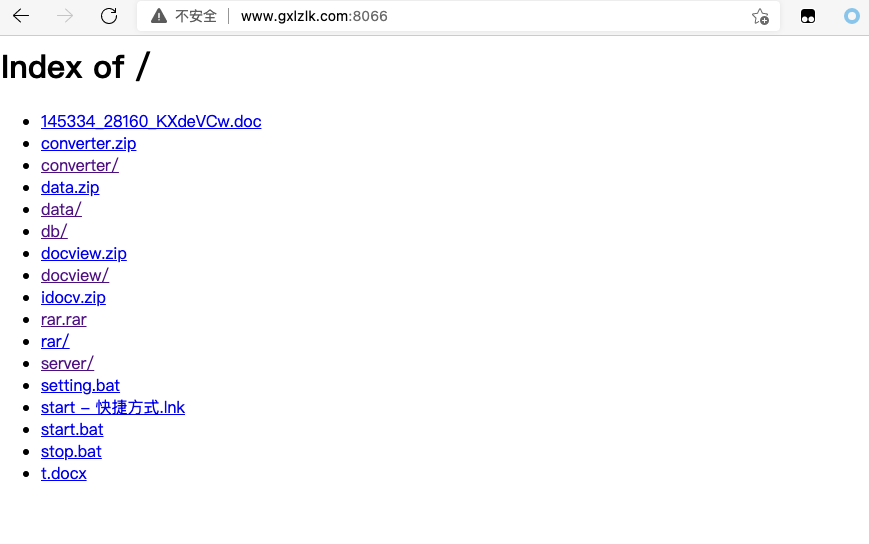 不安全 www.gxlzlk.com:8066
Index of /
145334_28160_KXdeVCw.doc
converter.zip
converter/
data.zip
data/
db/
docview.zip
docview/
idocv.zip
rar.rar
rar/
server/
setting.bat
start - 快捷方式.lnk
start.bat
stop.bat
t.docx